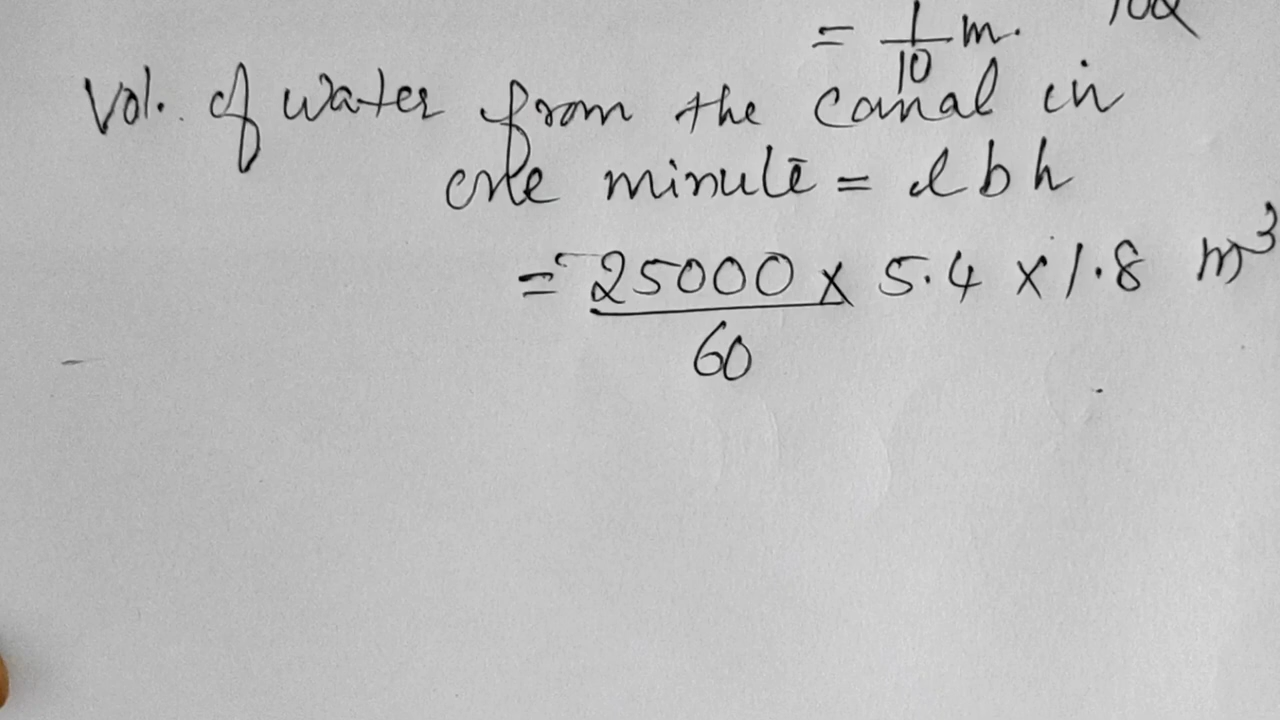 = 1/10 m.
Vol. of water from the canal in
one minute = l b h
= 25000/60 x 5.4 x 1.8 m³